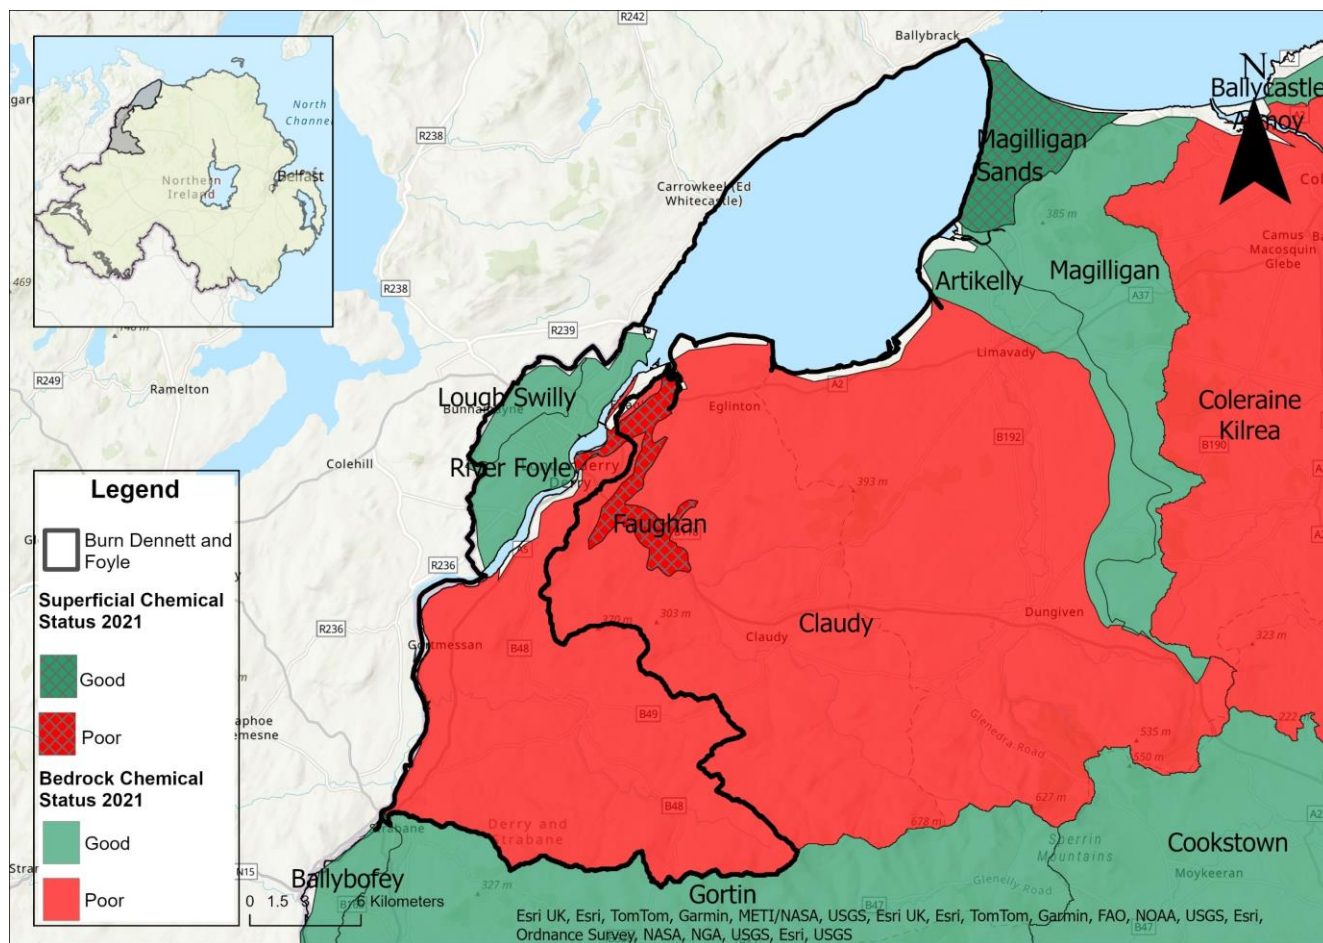 R242
Ballybrack
North
Channel
Northern
Ireland
Belfast
R238
Carrowkeel (Ed
Whitecastle)
Magilligan
Sands
N
A2
Ballycastle
385 m
Camus
Macosquin
Glebe
Magilligan
Artikelly
A37
469
R238
R239
R249
Ramelton
Limavady
Lough Swilly
Eglinton
A2
Coleraine
Kilrea
B190
B192
Colehill
River Foyle
Derry
393 m
Faughan
A5
R236
R236
370 m
303 m
Claudy
Claudy
Dungiven
323 m
Gortmessan
B48
B49
Glenedra Road
535 m
550 m
222 m
627 m
B48
678 m
Derry and
Strabane
Strabane
Sperrin
Mountains
Cookstown
Moykeeran
N15
Ballybofey
327 m
Gortin
Glenelly Road
B47
B47
0 1.5 3 6 Kilometers
Legend
Burn Dennett and
Foyle
Superficial Chemical
Status 2021
Good
Poor
Bedrock Chemical
Status 2021
Good
Poor
Esri UK, Esri, TomTom, Garmin, METI/NASA, USGS, Esri UK, Esri, TomTom, Garmin, FAO, NOAA, USGS, Esri,
Ordnance Survey, NASA, NGA, USGS, Esri, USGS